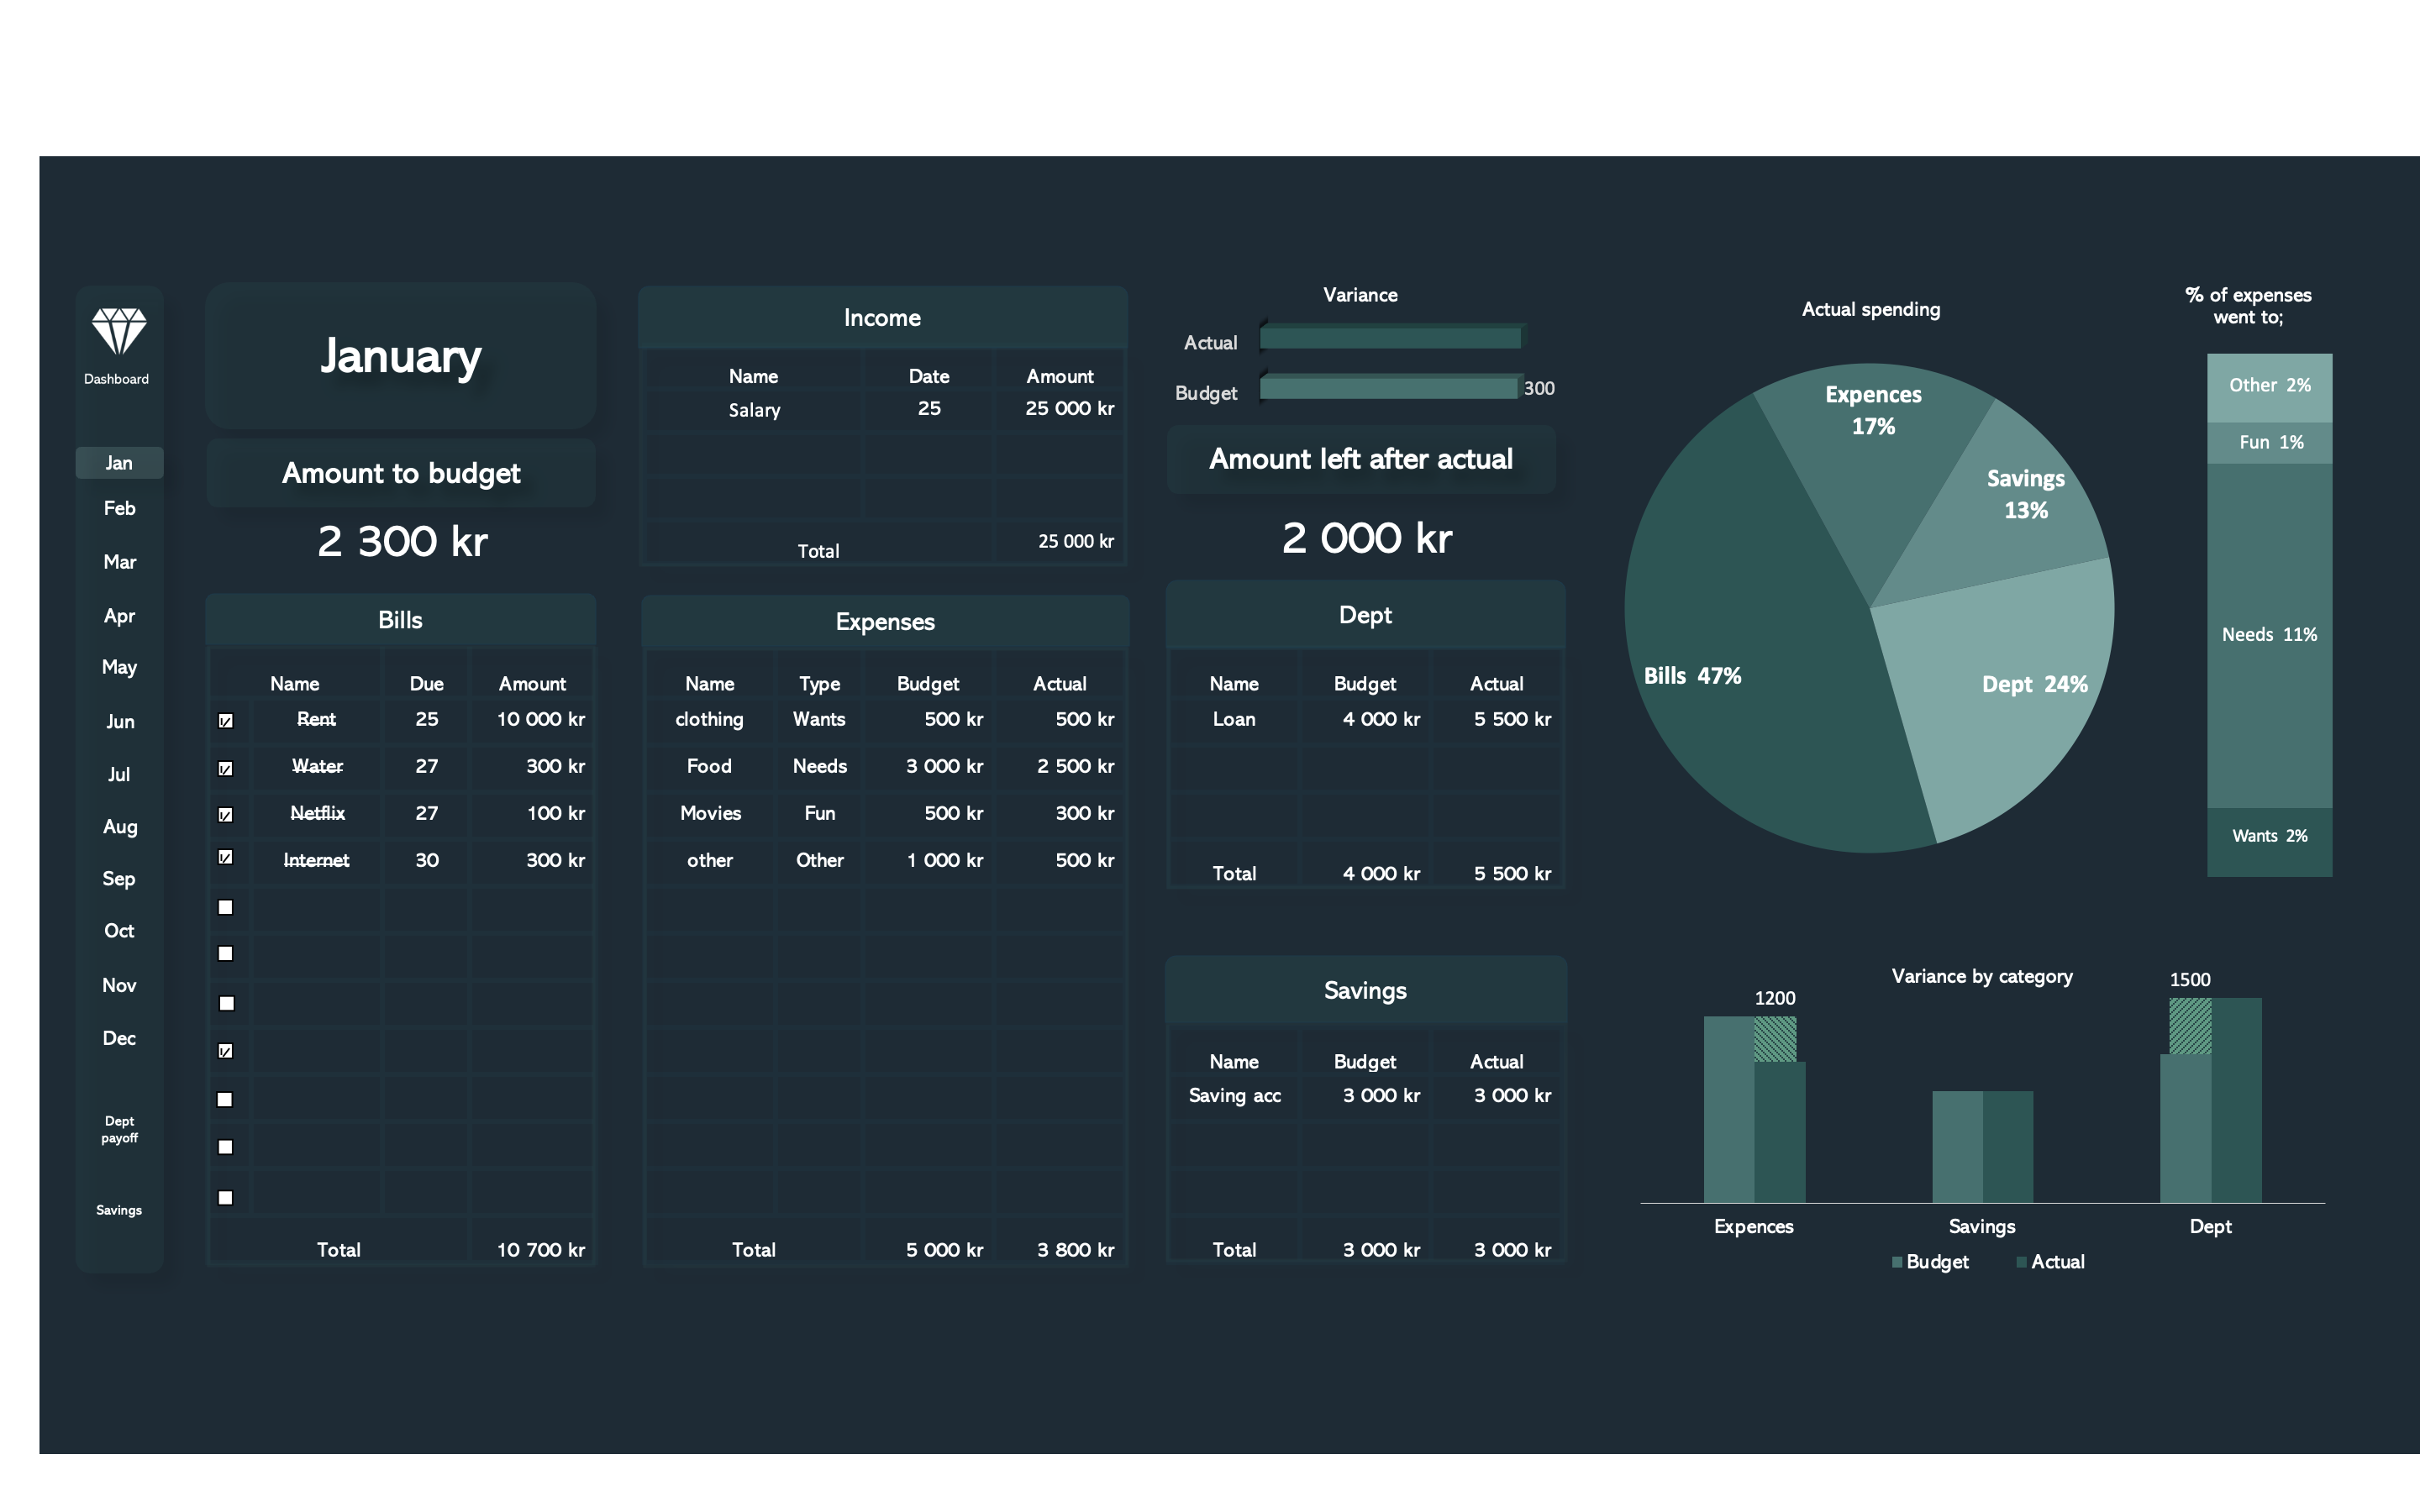 Dashboard
Jan
Feb
Mar
Apr
May
Jun
Jul
Aug
Sep
Oct
Nov
Dec
Dept
payoff
Savings
January
Amount to budget
2 300 kr
Bills
Name Due Amount
Rent 25 10 000 kr
Water 27 300 kr
Netflix 27 100 kr
Internet 30 300 kr
Total 10 700 kr
Income
Name Date Amount
Salary 25 25 000 kr
Total 25 000 kr
Expenses
Name Type Budget Actual
clothing Wants 500 kr 500 kr
Food Needs 3 000 kr 2 500 kr
Movies Fun 500 kr 300 kr
other Other 1 000 kr 500 kr
Total 5 000 kr 3 800 kr
Variance
Actual
Budget 300
Amount left after actual
2 000 kr
Dept
Name Budget Actual
Loan 4 000 kr 5 500 kr
Total 4 000 kr 5 500 kr
Savings
Name Budget Actual
Saving acc 3 000 kr 3 000 kr
Total 3 000 kr 3 000 kr
Actual spending
Expences
17%
Savings
13%
Bills 47%
Dept 24%
% of expenses
went to;
Other 2%
Fun 1%
Needs 11%
Wants 2%
Variance by category
1200
1500
Expences Savings Dept
Budget Actual